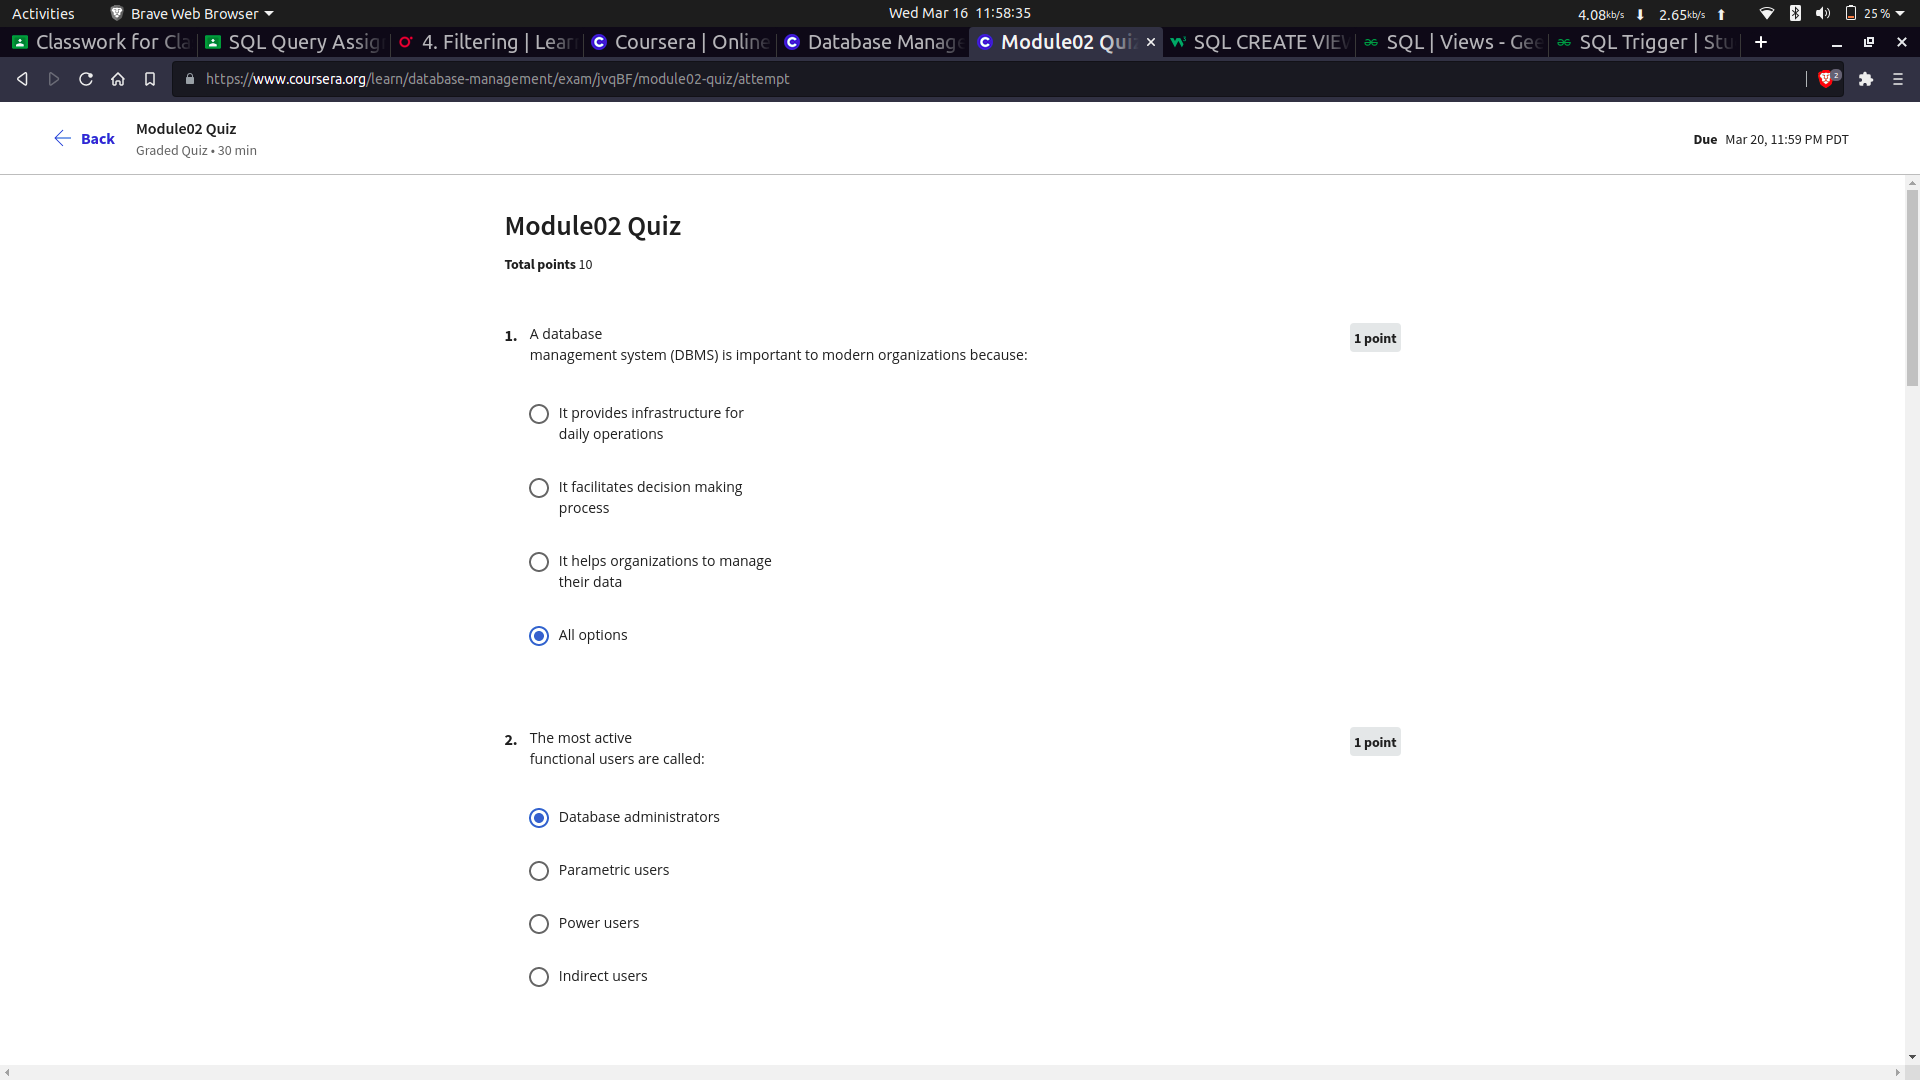 Activities
Brave Web Browser
Wed Mar 16 11:58:35
4.08kb/s
2.65kb/s
25 %
Classwork for Cla
SQL Query Assig
4. Filtering | Lear
Coursera | Online
Database Manage
Module02 Qui
SQL CREATE VIEW
SQL | Views - Gee
SQL Trigger | Stu
https://www.coursera.org/learn/database-management/exam/jvqBF/module02-quiz/attempt
2
Back
Module02 Quiz
Graded Quiz • 30 min
Due Mar 20, 11:59 PM PDT
Module02 Quiz
Total points 10
1. A database
management system (DBMS) is important to modern organizations because:
1 point
It provides infrastructure for
daily operations
It facilitates decision making
process
It helps organizations to manage
their data
All options
2. The most active
functional users are called:
1 point
Database administrators
Parametric users
Power users
Indirect users